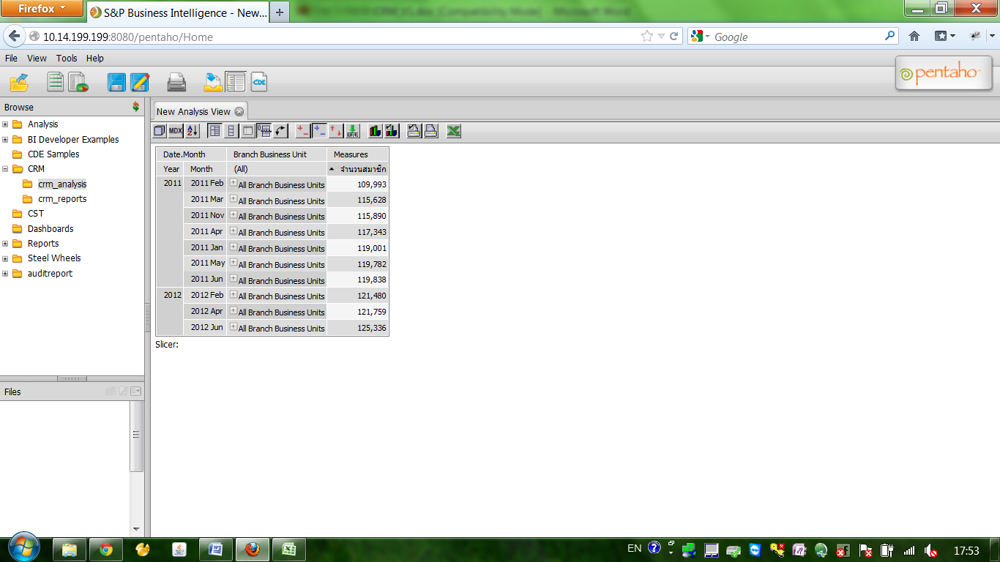 Firefox
S&P Business Intelligence - New...
10.14.199.199:8080/pentaho/Home
Google
File View Tools Help
MDX
CDE
pentaho
Browse
New Analysis View
Analysis
BI Developer Examples
CDE Samples
CRM
crm_analysis
crm_reports
CST
Dashboards
Reports
Steel Wheels
auditreport
Files
Date.Month Branch Business Unit Measures
Year Month (All) จำนวนสมาชิก
2011 2011 Feb All Branch Business Units 109,993
2011 Mar All Branch Business Units 115,628
2011 Nov All Branch Business Units 115,890
2011 Apr All Branch Business Units 117,343
2011 Jan All Branch Business Units 119,001
2011 May All Branch Business Units 119,782
2011 Jun All Branch Business Units 119,838
2012 2012 Feb All Branch Business Units 121,480
2012 Apr All Branch Business Units 121,759
2012 Jun All Branch Business Units 125,336
Slicer:
EN
17:53